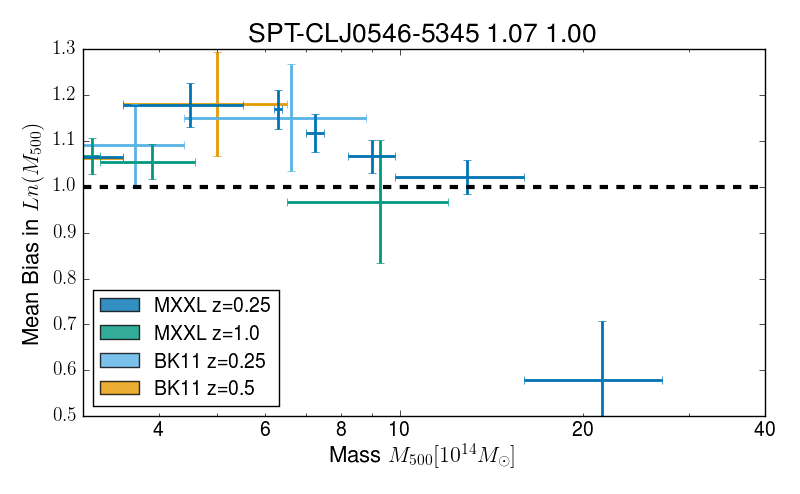 SPT-CLJ0546-5345 1.07 1.00
1.3
1.2
1.1
1.0
0.9
0.8
0.7
0.6
0.5
Mean Bias in Ln(M₅₀₀)
MXXL z=0.25
MXXL z=1.0
BK11 z=0.25
BK11 z=0.5
4 6 8 10 20 40
Mass M₅₀₀[10¹⁴M☉]